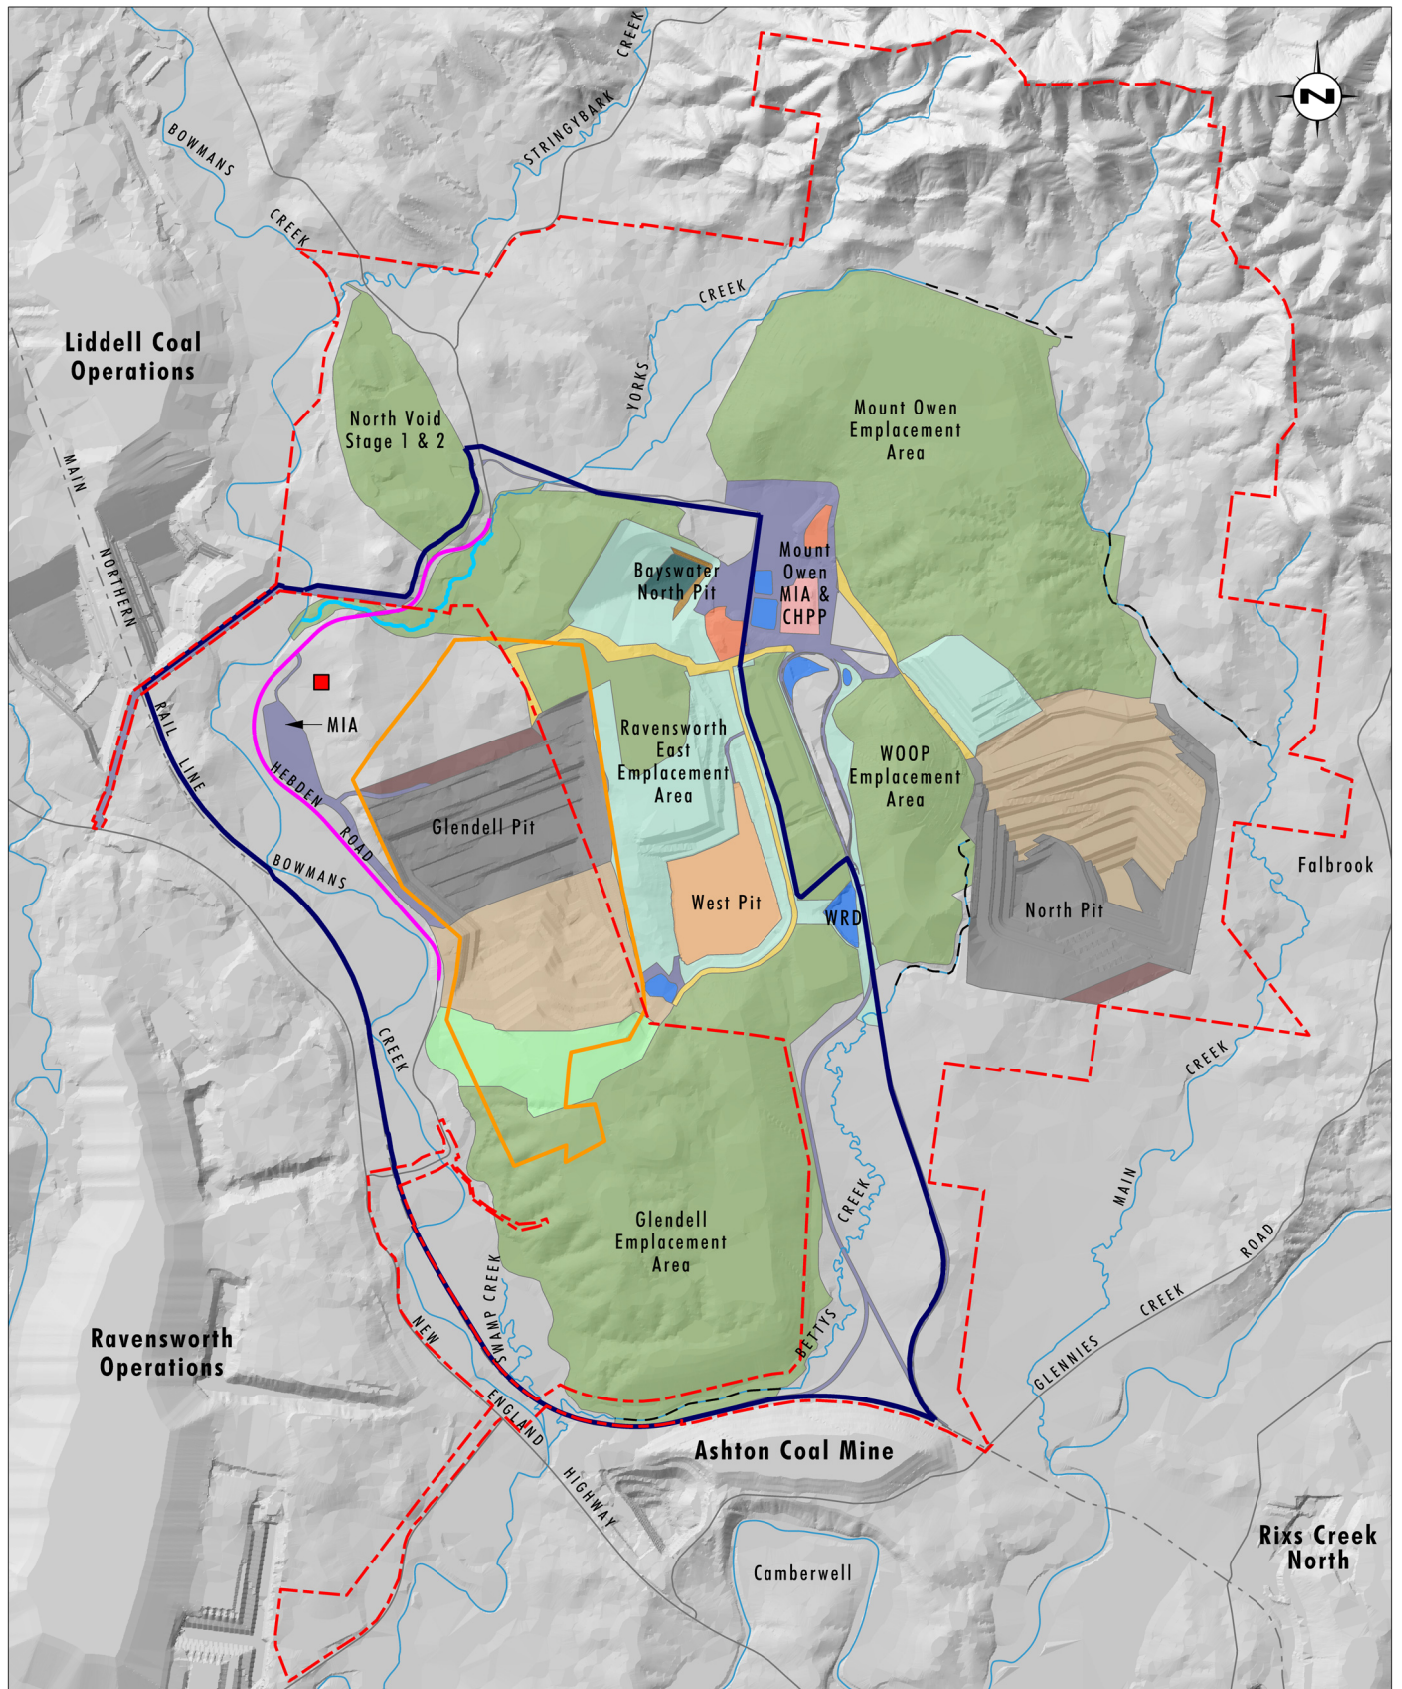 CREEK
STRINGYBARK
BOWMANS
CREEK
N
CREEK
YORKS
Liddell Coal
Operations
North Void
Stage 1 & 2
Mount Owen
Emplacement
Area
MAIN
NORTHERN
RAIL
LINE
Bayswater
North Pit
Mount
Owen
MIA &
CHPP
MIA
HEBDEN
ROAD
Ravensworth
East
Emplacement
Area
WOOP
Emplacement
Area
Glendell Pit
BOWMANS
CREEK
West Pit
WRD
North Pit
Falbrook
CREEK
MAIN
CREEK
BETTYS
Glendell
Emplacement
Area
SWAMP CREEK
ROAD
CREEK
GLENNIES
Ravensworth
Operations
NEW
ENGLAND
HIGHWAY
Ashton Coal Mine
Camberwell
Rixs Creek
North